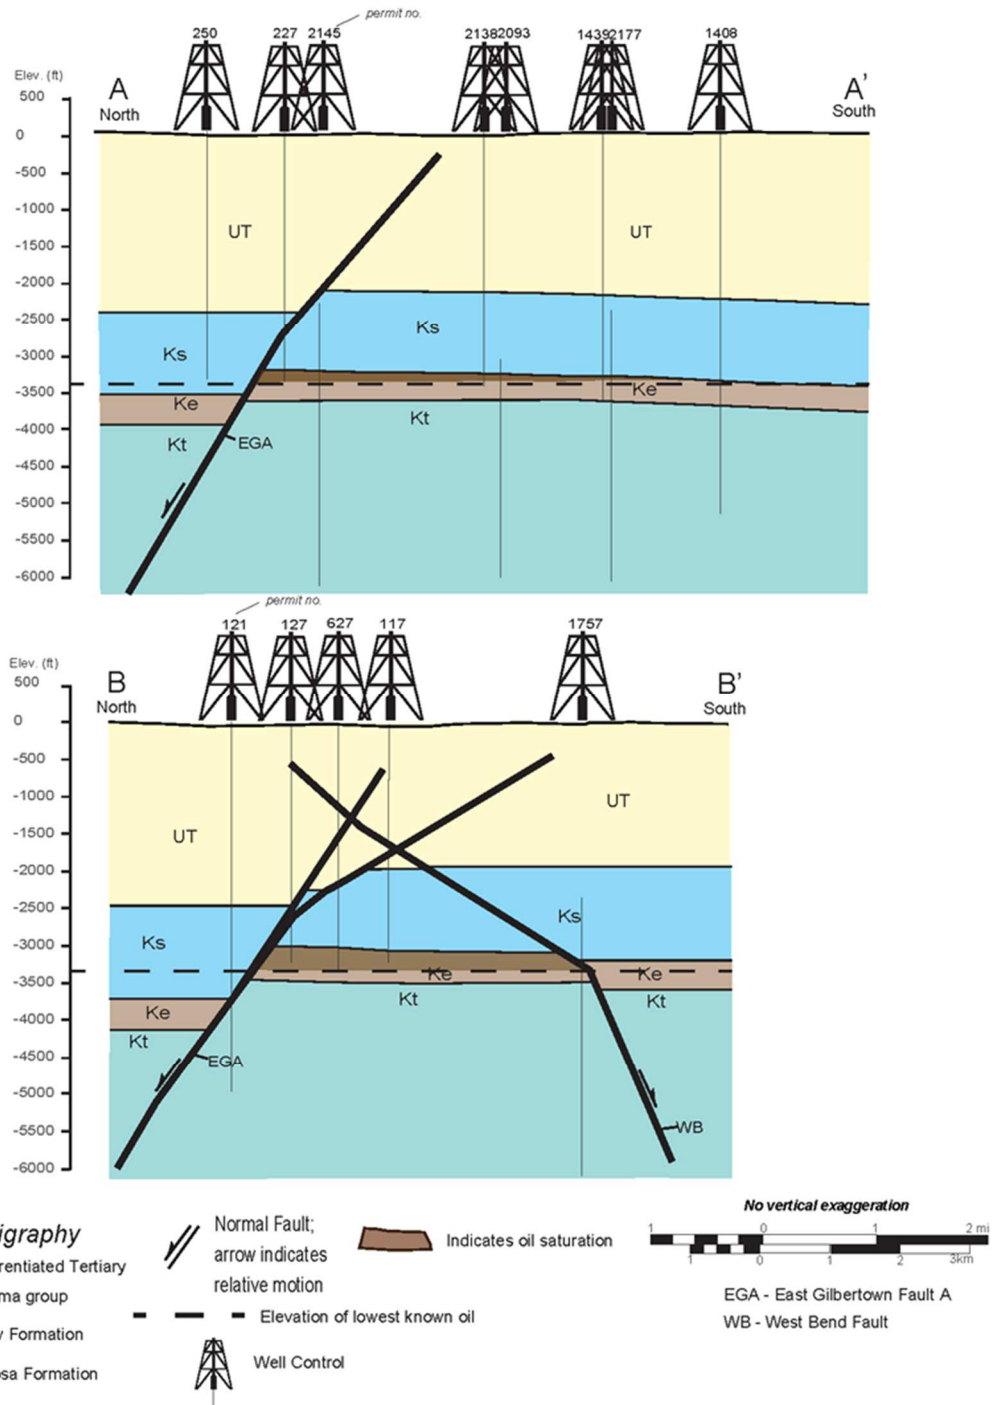 permit no.
250 227 2145 2138 2093 1439 2177 1408
Elev. (ft)
A
North
A'
South
500
0
-500
-1000
-1500
-2000
-2500
-3000
-3500
-4000
-4500
-5000
-5500
-6000
UT
UT
Ks
Ks
Ke
Ke
Kt
Kt
EGA
permit no.
121 127 627 117 1757
Elev. (ft)
B
North
B'
South
500
0
-500
-1000
-1500
-2000
-2500
-3000
-3500
-4000
-4500
-5000
-5500
-6000
UT
UT
Ks
Ks
Ke
Ke
Ke
Kt
Kt
Kt
EGA
WB
igraphy
rentiated Tertiary
ma group
y Formation
osa Formation
Normal Fault;
arrow indicates
relative motion
Indicates oil saturation
Elevation of lowest known oil
Well Control
No vertical exaggeration
1 0 1 2 mi
1 0 1 2 3km
EGA - East Gilbertown Fault A
WB - West Bend Fault